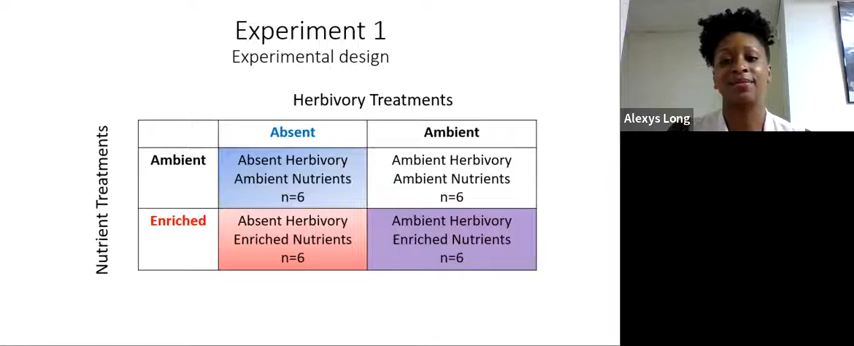 Experiment 1
Experimental design
Herbivory Treatments
Nutrient Treatments
Absent
Ambient
Ambient
Absent Herbivory
Ambient Nutrients
n=6
Ambient Herbivory
Ambient Nutrients
n=6
Enriched
Absent Herbivory
Enriched Nutrients
n=6
Ambient Herbivory
Enriched Nutrients
n=6
Alexys Long